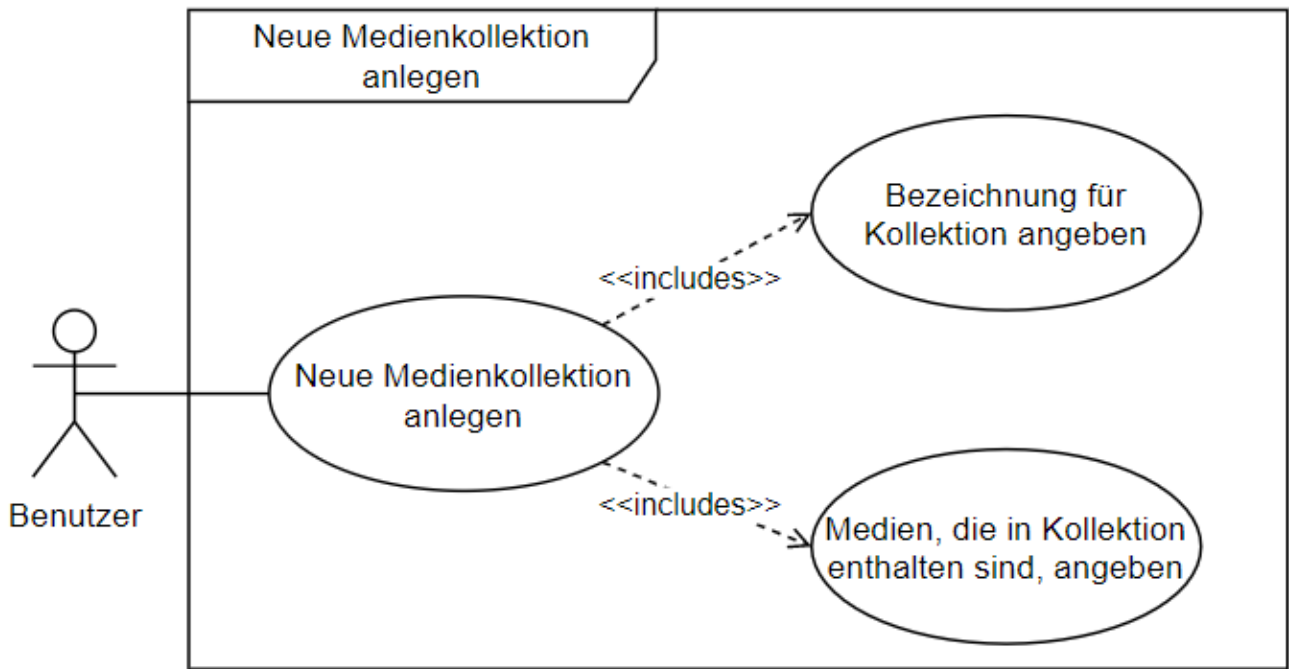 Neue Medienkollektion
anlegen
Bezeichnung für
Kollektion angeben
<<includes>>
Neue Medienkollektion
anlegen
<<includes>>
Benutzer
Medien, die in Kollektion
enthalten sind, angeben